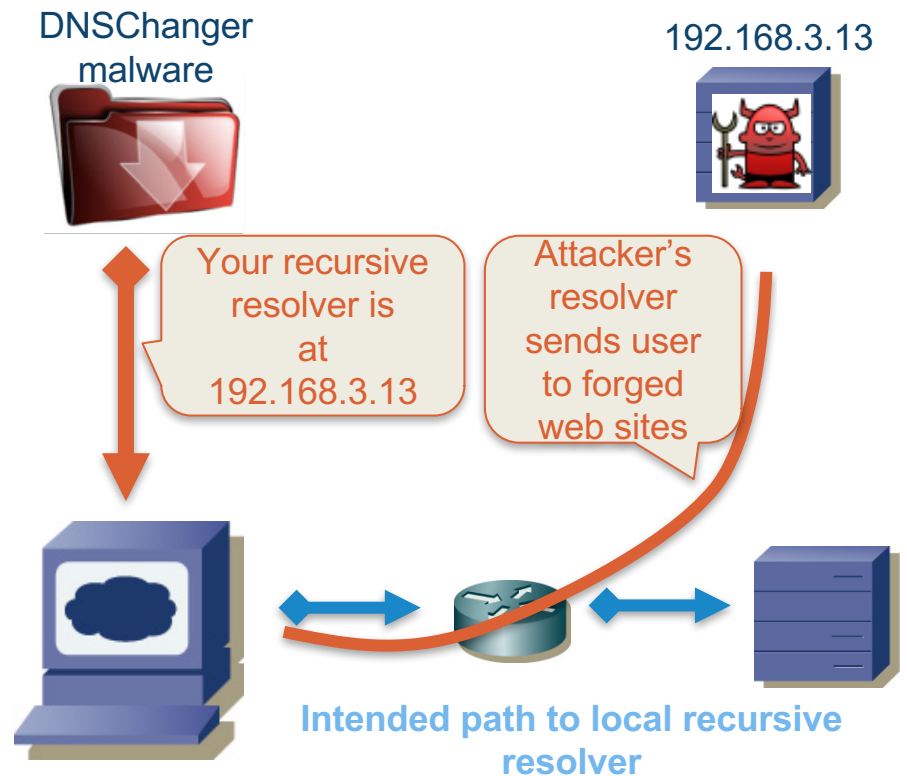 DNSChanger
malware
192.168.3.13
Your recursive
resolver is
at
192.168.3.13
Attacker’s
resolver
sends user
to forged
web sites
Intended path to local recursive
resolver